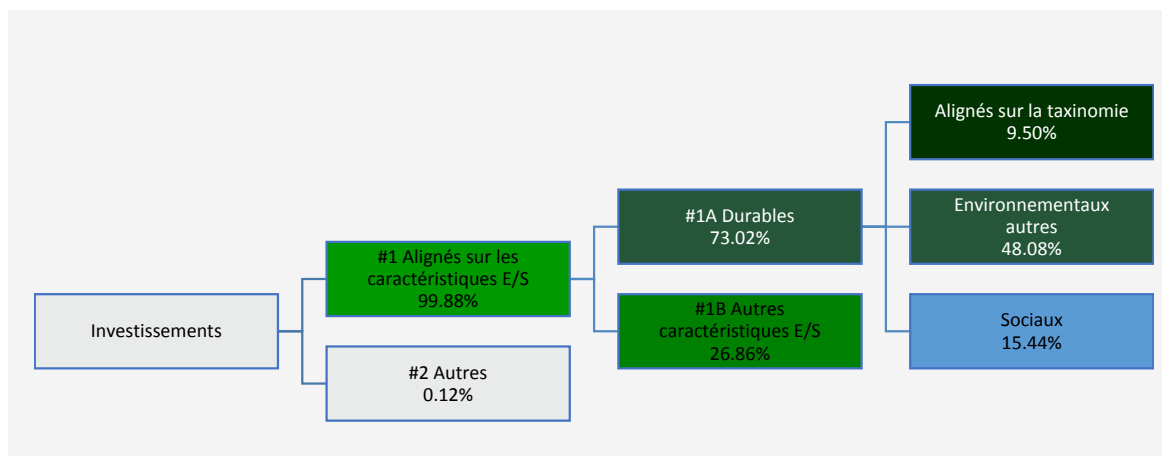 Investissements
#1 Alignés sur les
caractéristiques E/S
99.88%
#2 Autres
0.12%
#1A Durables
73.02%
#1B Autres
caractéristiques E/S
26.86%
Alignés sur la taxinomie
9.50%
Environnementaux
autres
48.08%
Sociaux
15.44%